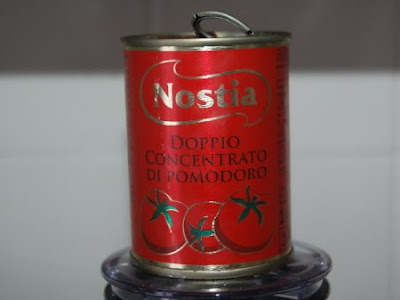 Nostia
DOPPIO
CONCENTRATO
DI POMODORO